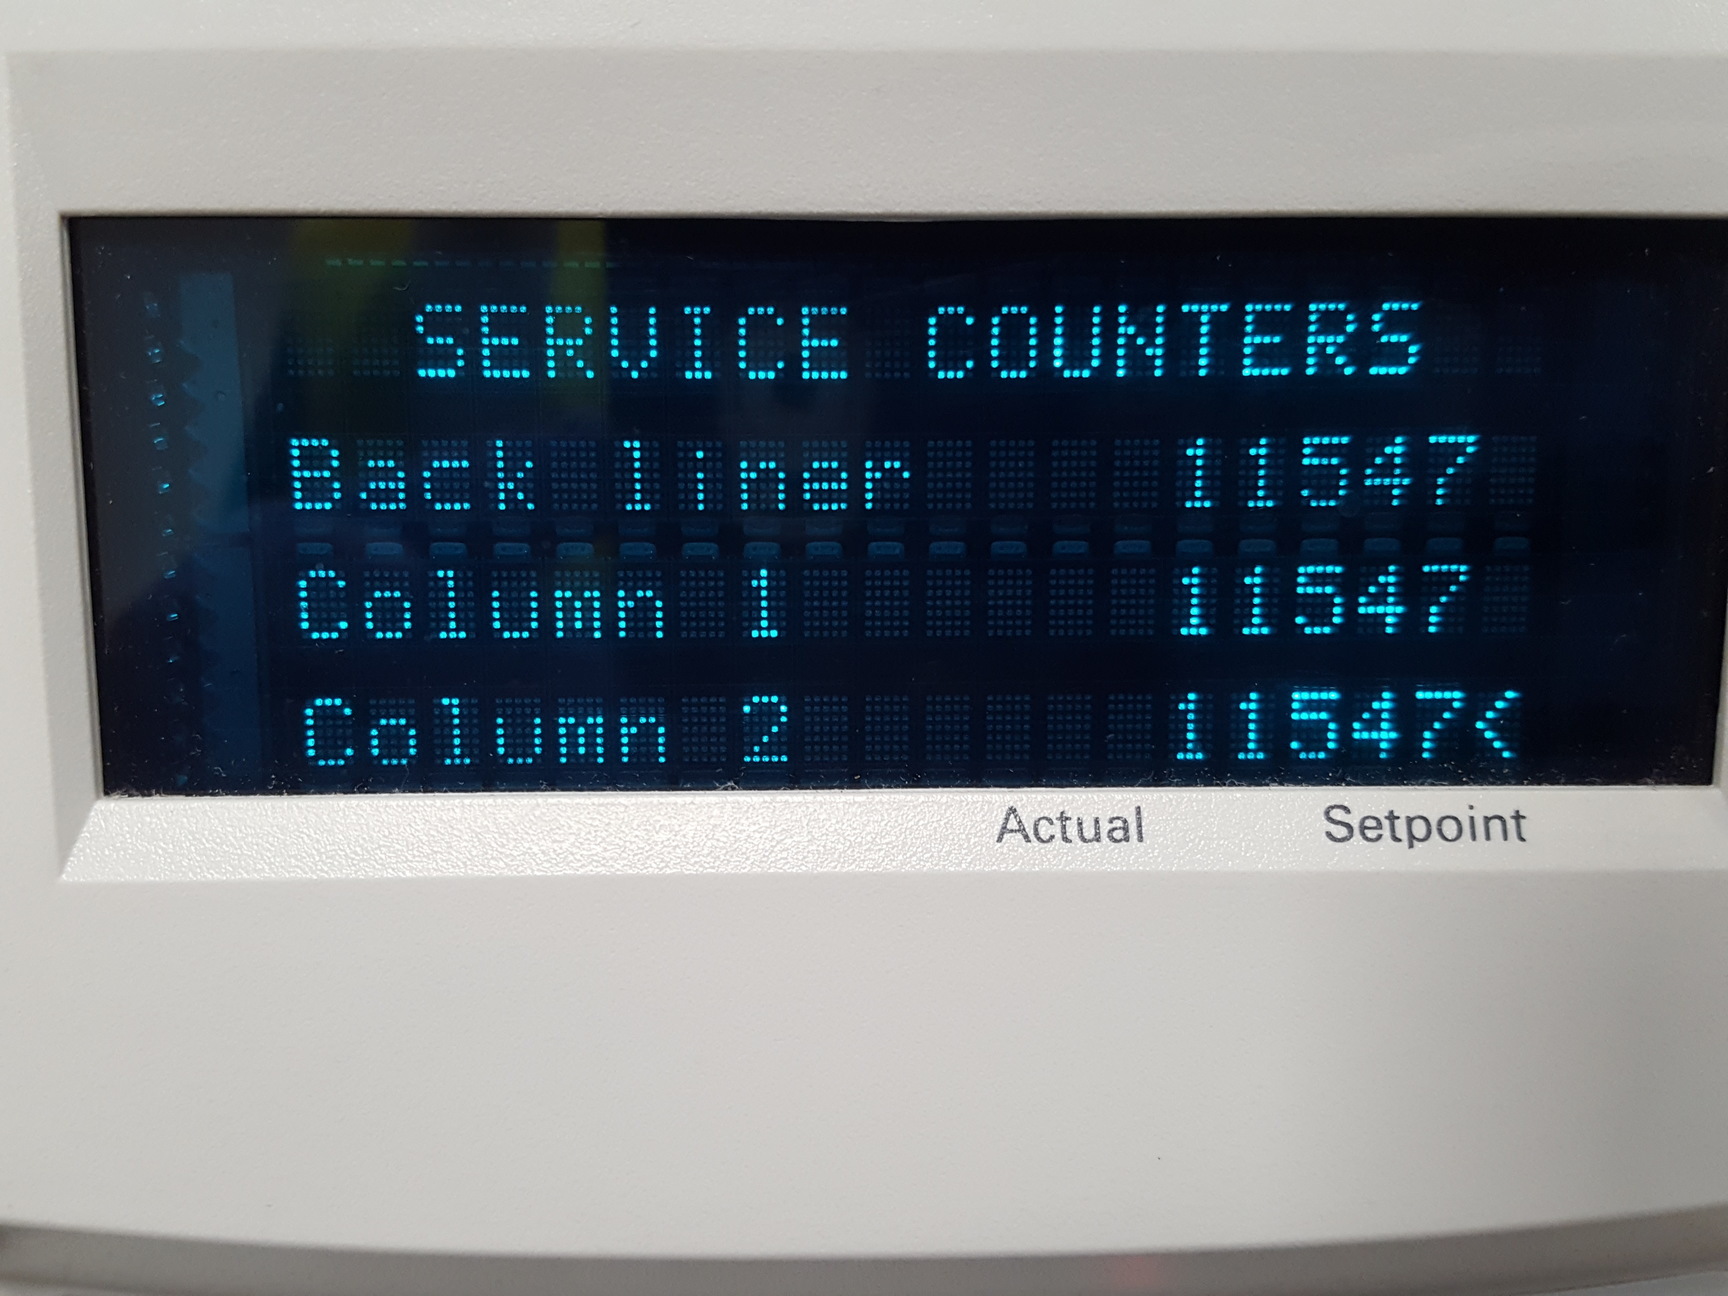 SERVICE COUNTERS
Back liner 11547
Column 1 11547
Column 2 11547<
Actual Setpoint